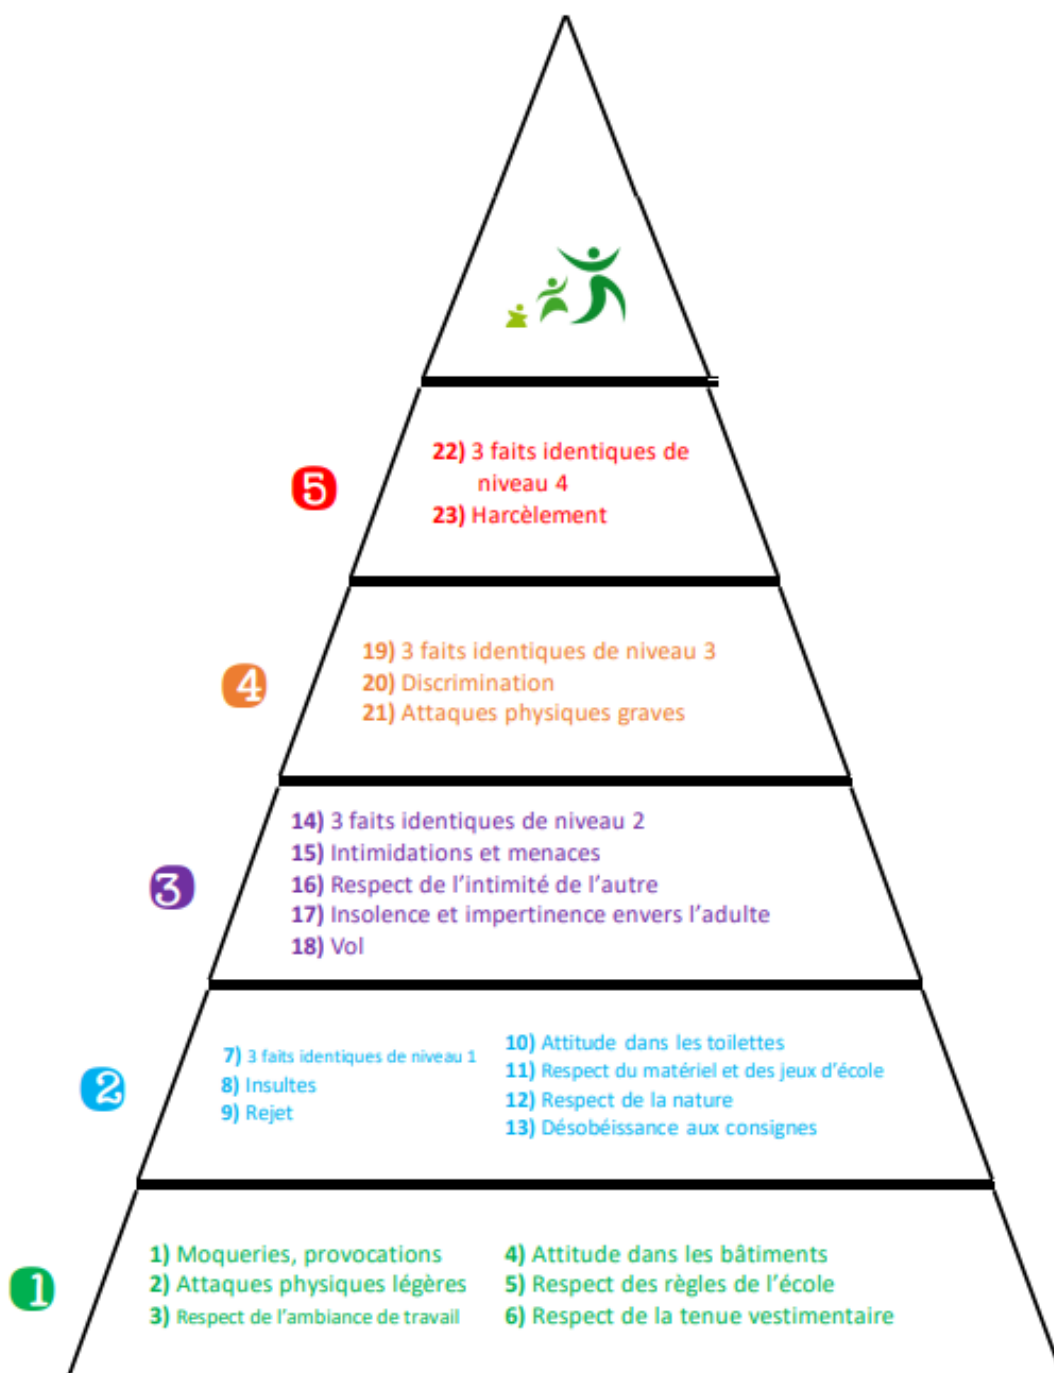 5
22) 3 faits identiques de
niveau 4
23) Harcèlement
4
19) 3 faits identiques de niveau 3
20) Discrimination
21) Attaques physiques graves
3
14) 3 faits identiques de niveau 2
15) Intimidations et menaces
16) Respect de l'intimité de l'autre
17) Insolence et impertinence envers l'adulte
18) Vol
2
7) 3 faits identiques de niveau 1
8) Insultes
9) Rejet
10) Attitude dans les toilettes
11) Respect du matériel et des jeux d'école
12) Respect de la nature
13) Désobéissance aux consignes
1
1) Moqueries, provocations
2) Attaques physiques légères
3) Respect de l'ambiance de travail
4) Attitude dans les bâtiments
5) Respect des règles de l'école
6) Respect de la tenue vestimentaire